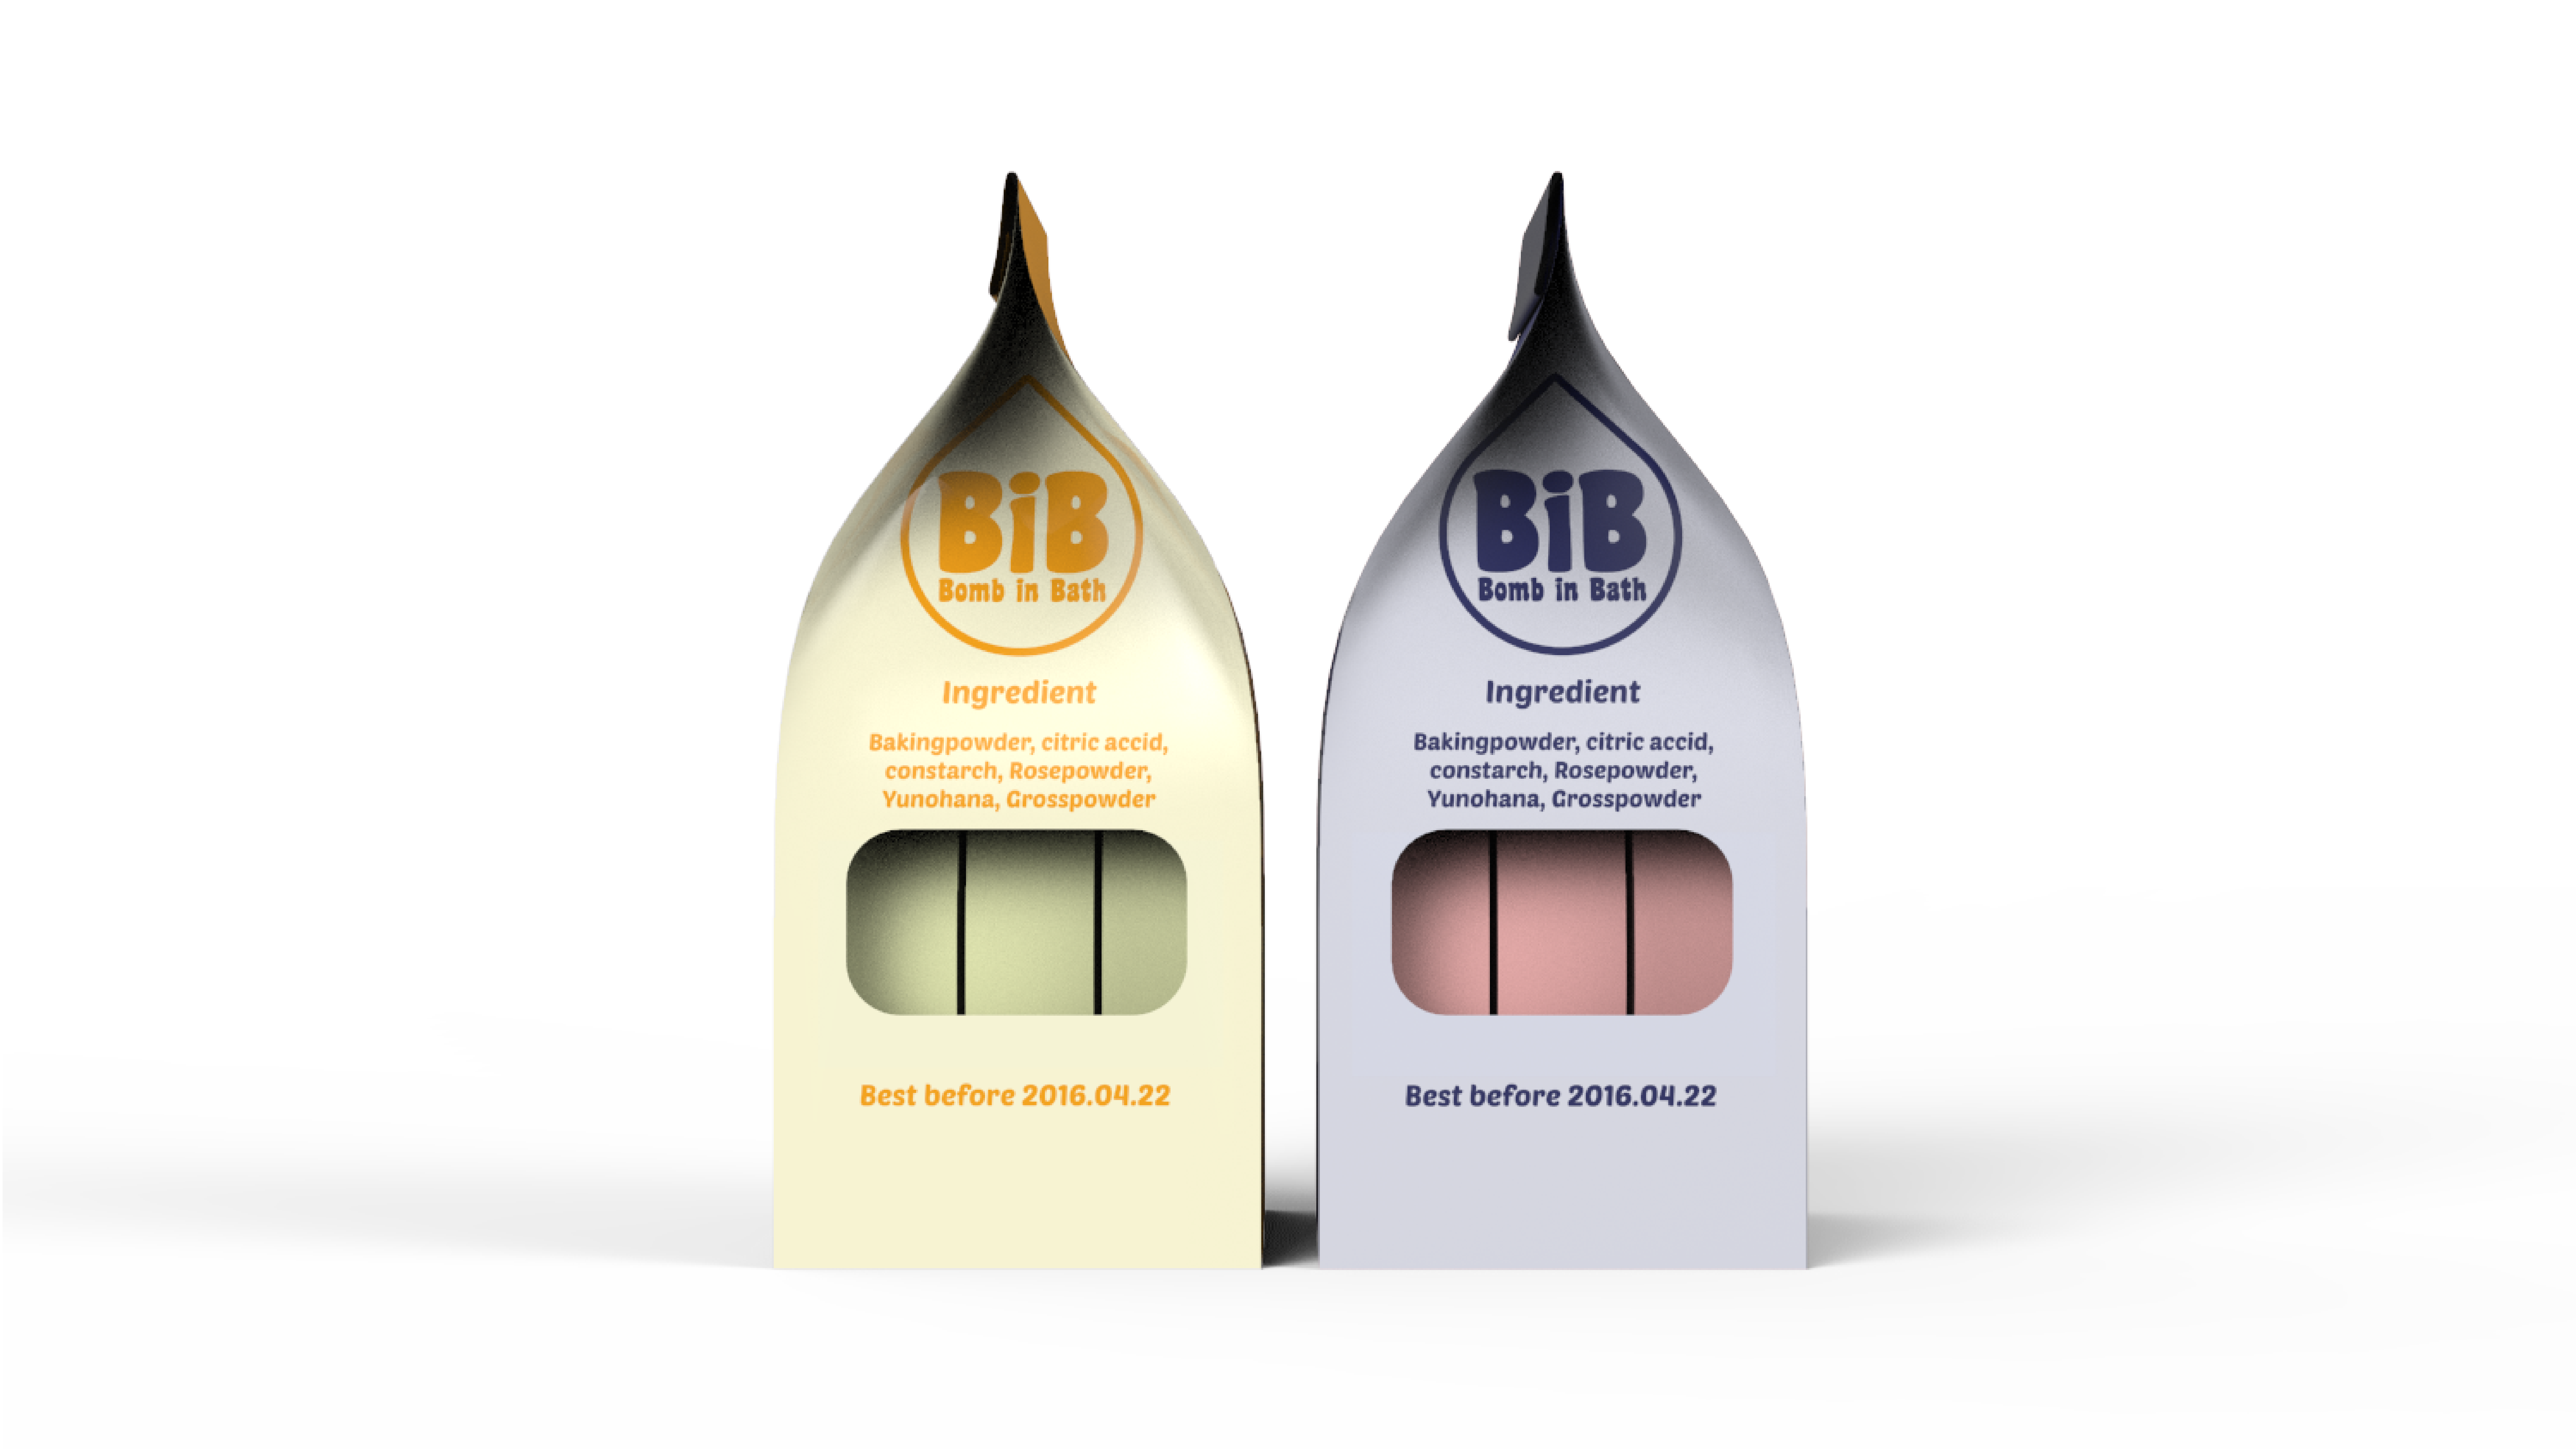 BiB
Bomb in Bath
Ingredient
Bakingpowder, citric accid,
constarch, Rosepowder,
Yunohana, Grosspowder
Best before 2016.04.22
BiB
Bomb in Bath
Ingredient
Bakingpowder, citric accid,
constarch, Rosepowder,
Yunohana, Grosspowder
Best before 2016.04.22